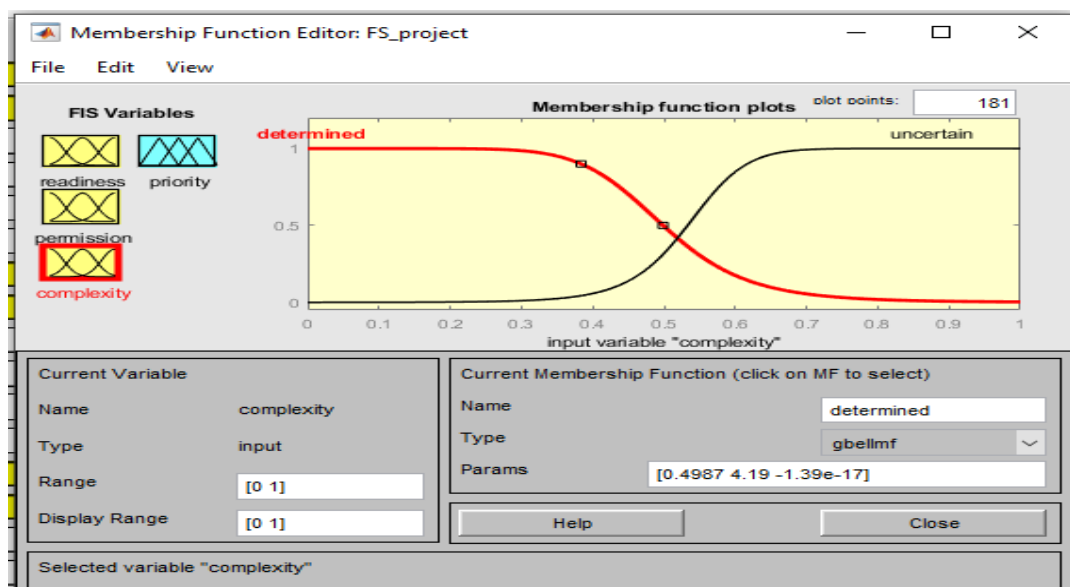 Membership Function Editor: FS_project
File Edit View
FIS Variables
readiness priority
permission
complexity
Membership function plots plot points: 181
determined uncertain
1
0.5
0
0 0.1 0.2 0.3 0.4 0.5 0.6 0.7 0.8 0.9 1
input variable "complexity"
Current Variable
Name complexity
Type input
Range [0 1]
Display Range [0 1]
Current Membership Function (click on MF to select)
Name determined
Type gbellmf
Params [0.4987 4.19 -1.39e-17]
Help Close
Selected variable "complexity"